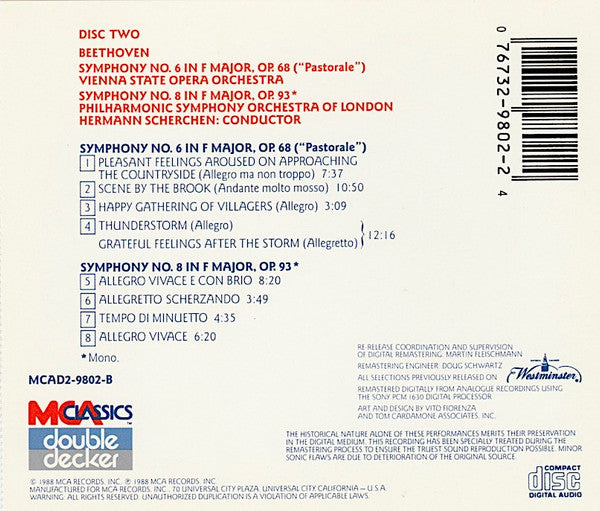 DISC TWO
BEETHOVEN
SYMPHONY NO. 6 IN F MAJOR, OP. 68 ("Pastorale")
VIENNA STATE OPERA ORCHESTRA
SYMPHONY NO. 8 IN F MAJOR, OP. 93*
PHILHARMONIC SYMPHONY ORCHESTRA OF LONDON
HERMANN SCHERCHEN: CONDUCTOR
0 76732-9802-2 4
SYMPHONY NO. 6 IN F MAJOR, OP. 68 ("Pastorale")
1 PLEASANT FEELINGS AROUSED ON APPROACHING
THE COUNTRYSIDE (Allegro ma non troppo) 7:37
2 SCENE BY THE BROOK (Andante molto mosso) 10:50
3 HAPPY GATHERING OF VILLAGERS (Allegro) 3:09
4 THUNDERSTORM (Allegro)
GRATEFUL FEELINGS AFTER THE STORM (Allegretto) 12:16
SYMPHONY NO. 8 IN F MAJOR, OP. 93*
5 ALLEGRO VIVACE E CON BRIO 8:20
6 ALLEGRETTO SCHERZANDO 3:49
7 TEMPO DI MINUETTO 4:35
8 ALLEGRO VIVACE 6:20
*Mono.
MCAD2-9802-B
RE-RELEASE COORDINATION AND SUPERVISION
OF DIGITAL REMASTERING: MARTIN FLEISCHMANN
REMASTERING ENGINEER: DOUG SCHWARTZ
ALL SELECTIONS PREVIOUSLY RELEASED ON Westminster
REMASTERED DIGITALLY FROM ANALOGUE RECORDINGS USING
THE SONY PCM 1630 DIGITAL PROCESSOR
ART AND DESIGN BY VITO FIORENZA
AND TOM CARDAMONE ASSOCIATES, INC.
MCA CLASSICS
double
decker
THE HISTORICAL NATURE ALONE OF THESE PERFORMANCES MERITS THEIR PRESERVATION
IN THE DIGITAL MEDIUM. THIS RECORDING HAS BEEN SPECIALLY TREATED DURING THE
REMASTERING PROCESS TO ENSURE THE TRUEST SOUND REPRODUCTION POSSIBLE. MINOR
SONIC FLAWS ARE DUE TO DETERIORATION OF THE ORIGINAL SOURCE.
© 1988 MCA RECORDS, INC. ℗ 1988 MCA RECORDS, INC
MANUFACTURED FOR MCA RECORDS, INC., 70 UNIVERSAL CITY PLAZA, UNIVERSAL CITY, CALIFORNIA – U.S.A.
WARNING: ALL RIGHTS RESERVED. UNAUTHORIZED DUPLICATION IS A VIOLATION OF APPLICABLE LAWS.
COMPACT
disc
DIGITAL AUDIO